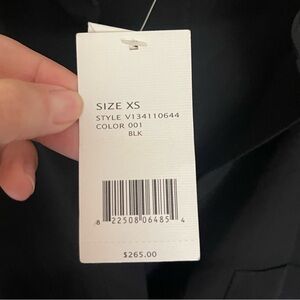 SIZE XS
STYLE V134110644
COLOR 001
BLK
8 22508 06485 4
$265.00